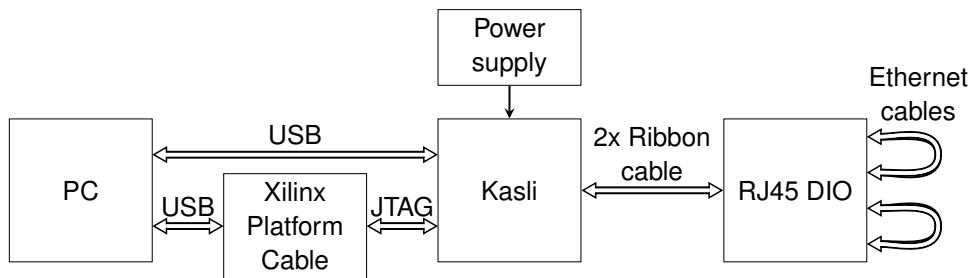 Power
supply
Ethernet
cables
USB
2x Ribbon
cable
PC
Kasli
RJ45 DIO
USB
Xilinx
Platform
Cable
JTAG